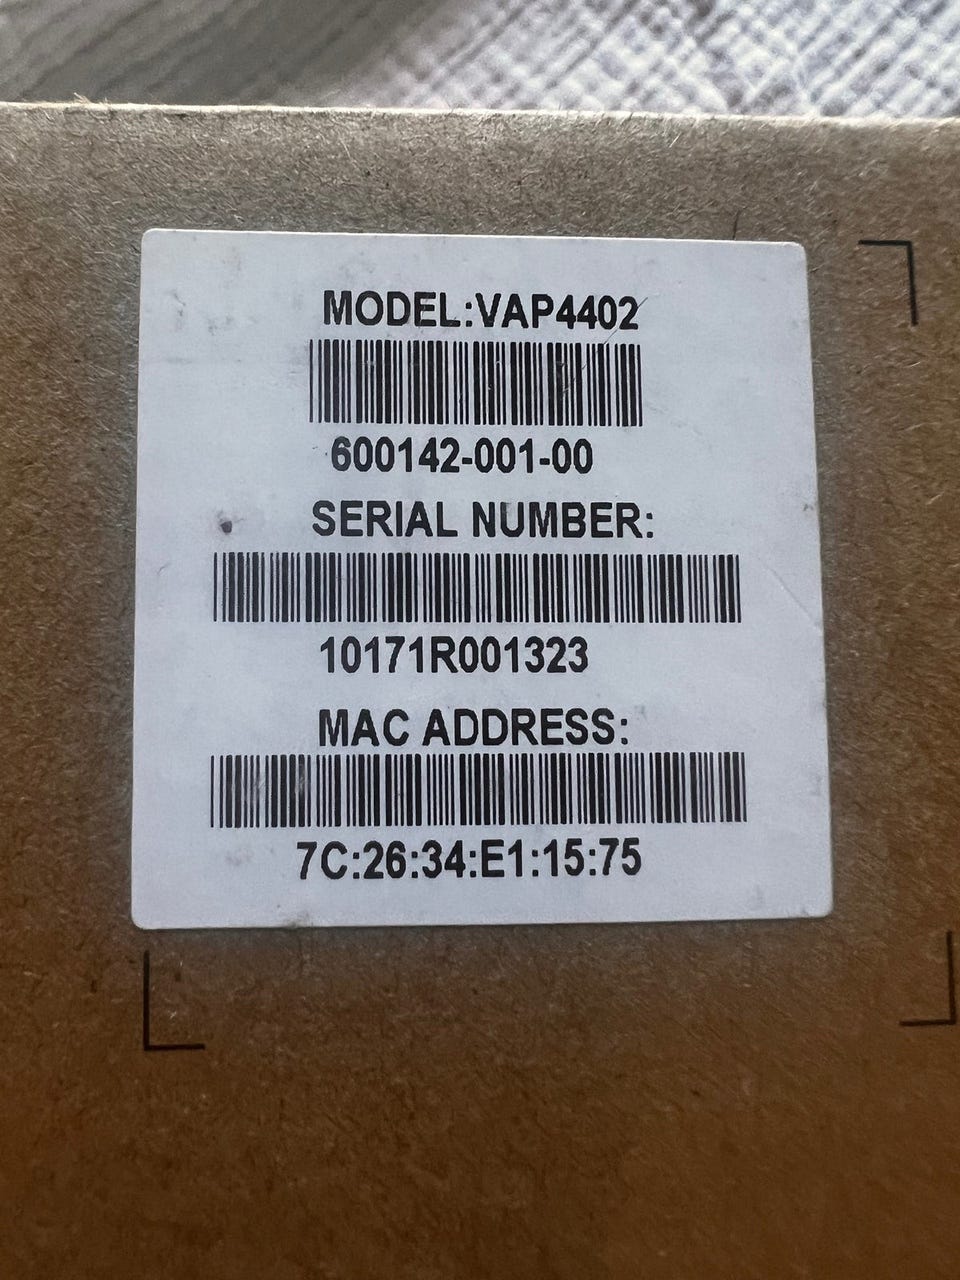 MODEL:VAP4402
600142-001-00
SERIAL NUMBER:
10171R001323
MAC ADDRESS:
7C:26:34:E1:15:75